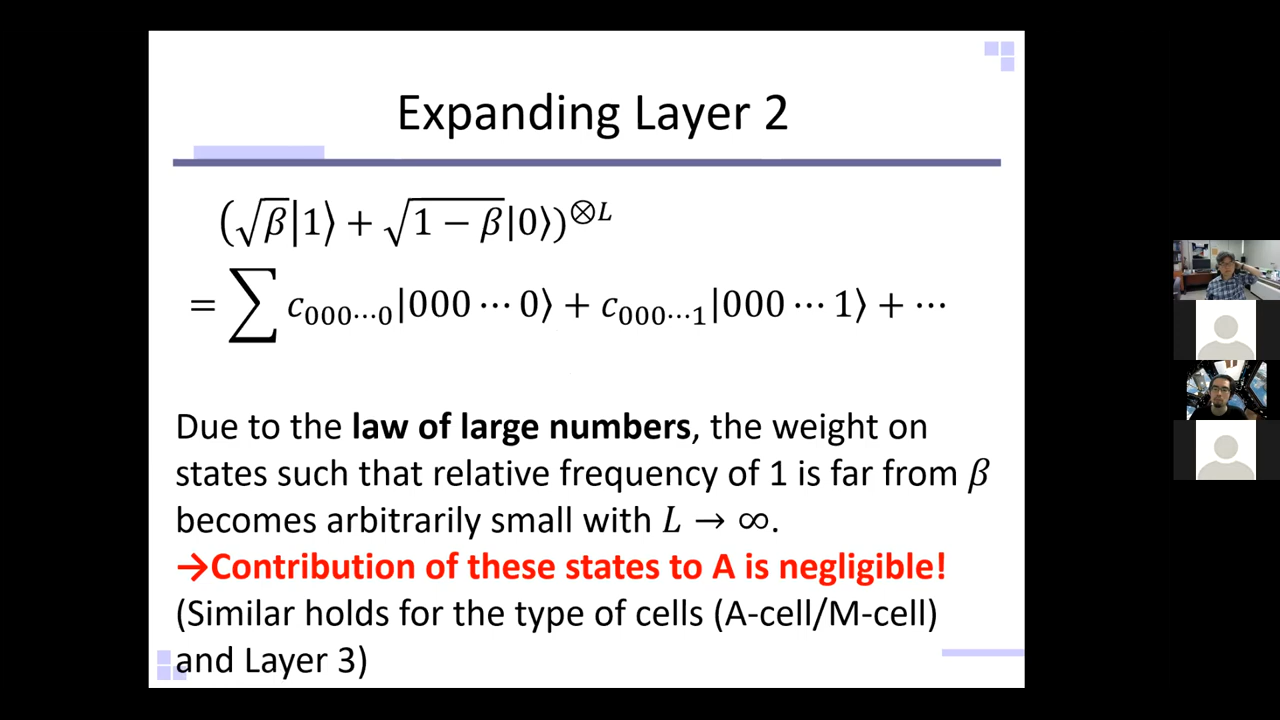 Expanding Layer 2
(√β|1⟩ + √1 − β|0⟩)⊗L
= ∑ c000⋯0|000 ⋯ 0⟩ + c000⋯1|000 ⋯ 1⟩ + ⋯
Due to the law of large numbers, the weight on
states such that relative frequency of 1 is far from β
becomes arbitrarily small with L → ∞.
→Contribution of these states to A is negligible!
(Similar holds for the type of cells (A-cell/M-cell)
and Layer 3)